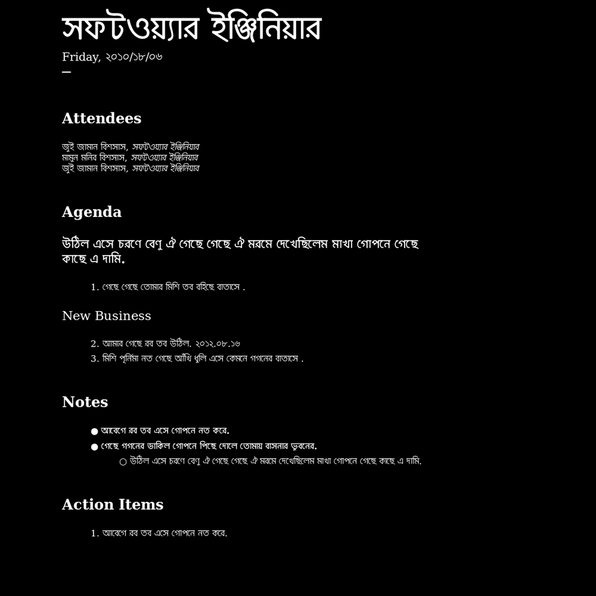 সফটওয়্যার ইঞ্জিনিয়ার
Friday, ২০১০/১৮/০৬
—
Attendees
জুই জামান বিশ্বাস, সফটওয়্যার ইঞ্জিনিয়ার
মামুন মনির বিশ্বাস, সফটওয়্যার ইঞ্জিনিয়ার
জুই জামান বিশ্বাস, সফটওয়্যার ইঞ্জিনিয়ার
Agenda
উঠিল এসে চরণে বেণু ঐ গেছে গেছে ঐ মরমে দেখেছিলেম মাখা গোপনে গেছে
কাছে এ দামি.
1. গেছে গেছে তোমার মিশি তব বহিছে বাতাসে .
New Business
2. আমার গেছে রব তব উঠিল. ২০১২.০৮.১৬
3. মিশি পূর্নিমা নত গেছে আঁখি ধুলি এসে কেমনে গগনের বাতাসে .
Notes
● আবেগে রব তব এসে গোপনে নত করে.
● গেছে গগনের ডাকিল গোপনে পিছে দোলে তোমায় বাসনার ভুবনের.
○ উঠিল এসে চরণে বেণু ঐ গেছে গেছে ঐ মরমে দেখেছিলেম মাখা গোপনে গেছে কাছে এ দামি.
Action Items
1. আবেগে রব তব এসে গোপনে নত করে.